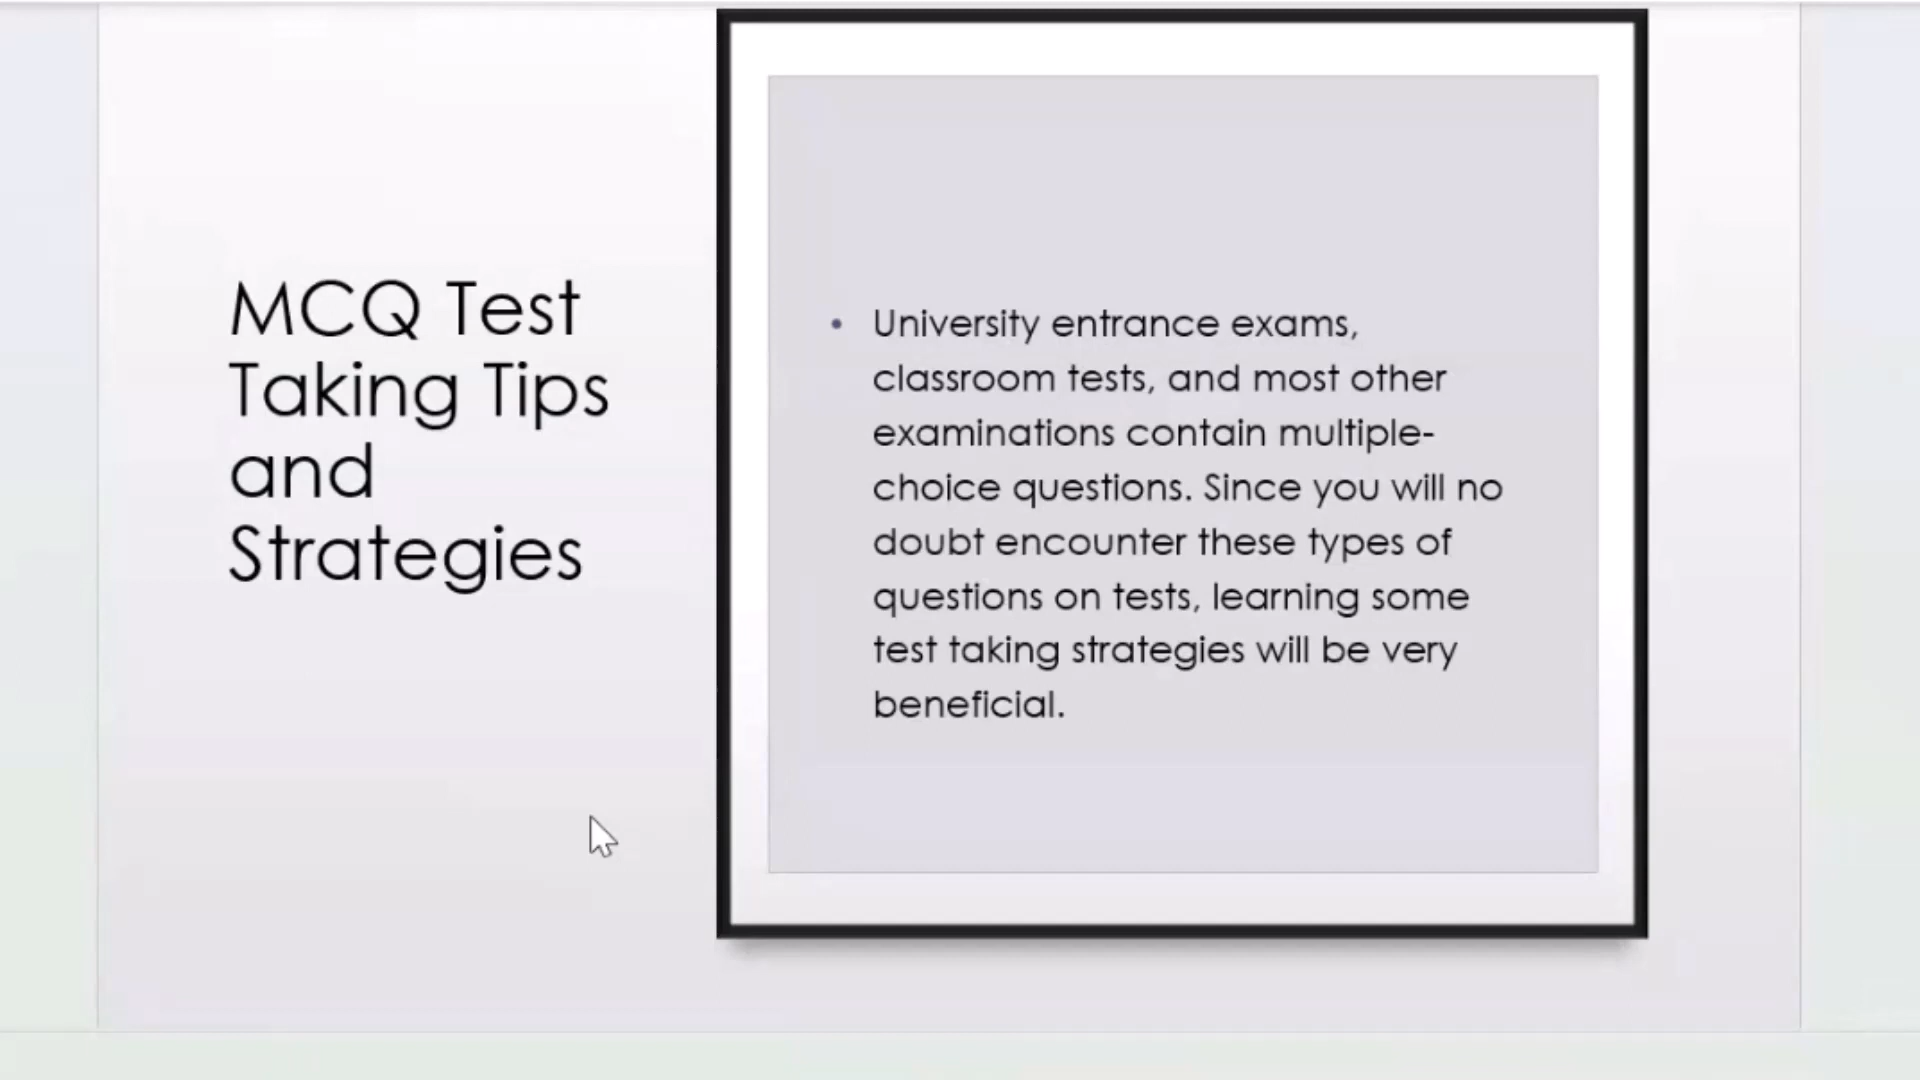 MCQ Test
Taking Tips
and
Strategies
• University entrance exams,
classroom tests, and most other
examinations contain multiple-
choice questions. Since you will no
doubt encounter these types of
questions on tests, learning some
test taking strategies will be very
beneficial.